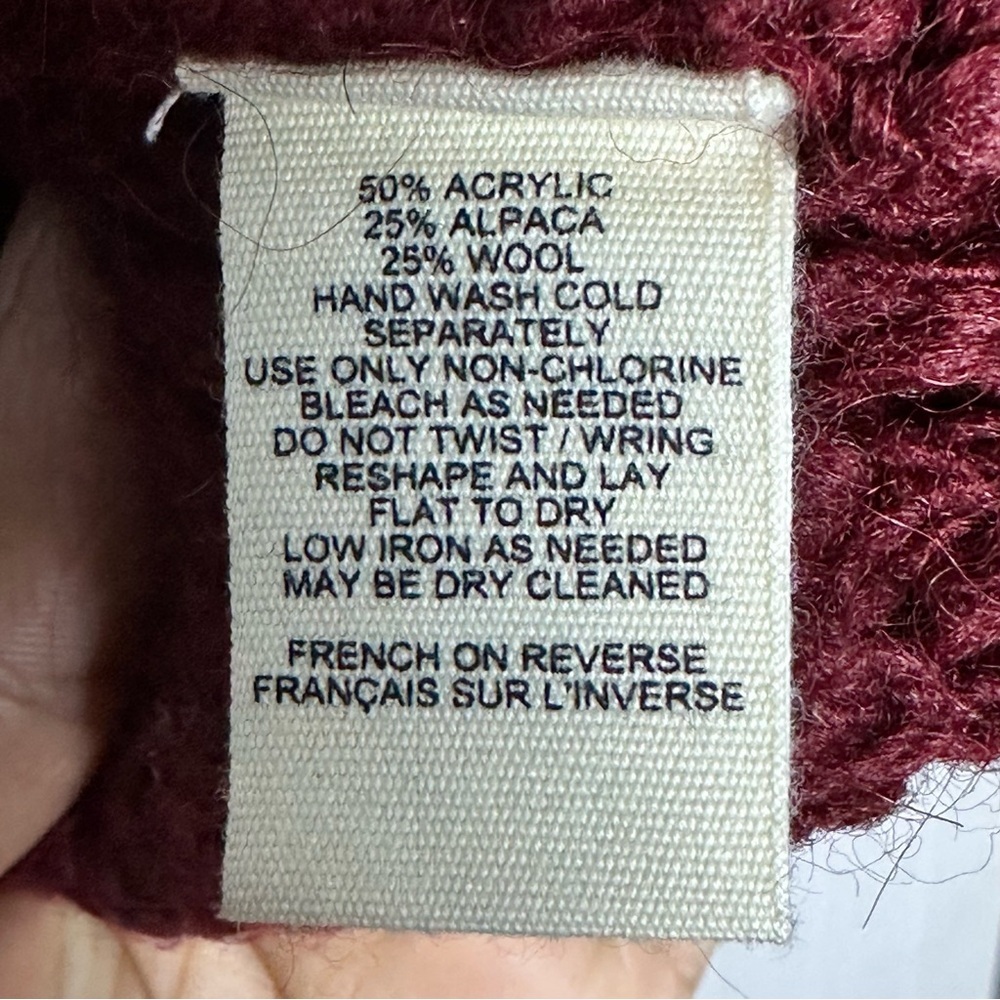 50% ACRYLIC
25% ALPACA
25% WOOL
HAND WASH COLD
SEPARATELY
USE ONLY NON-CHLORINE
BLEACH AS NEEDED
DO NOT TWIST / WRING
RESHAPE AND LAY
FLAT TO DRY
LOW IRON AS NEEDED
MAY BE DRY CLEANED
FRENCH ON REVERSE
FRANÇAIS SUR L'INVERSE